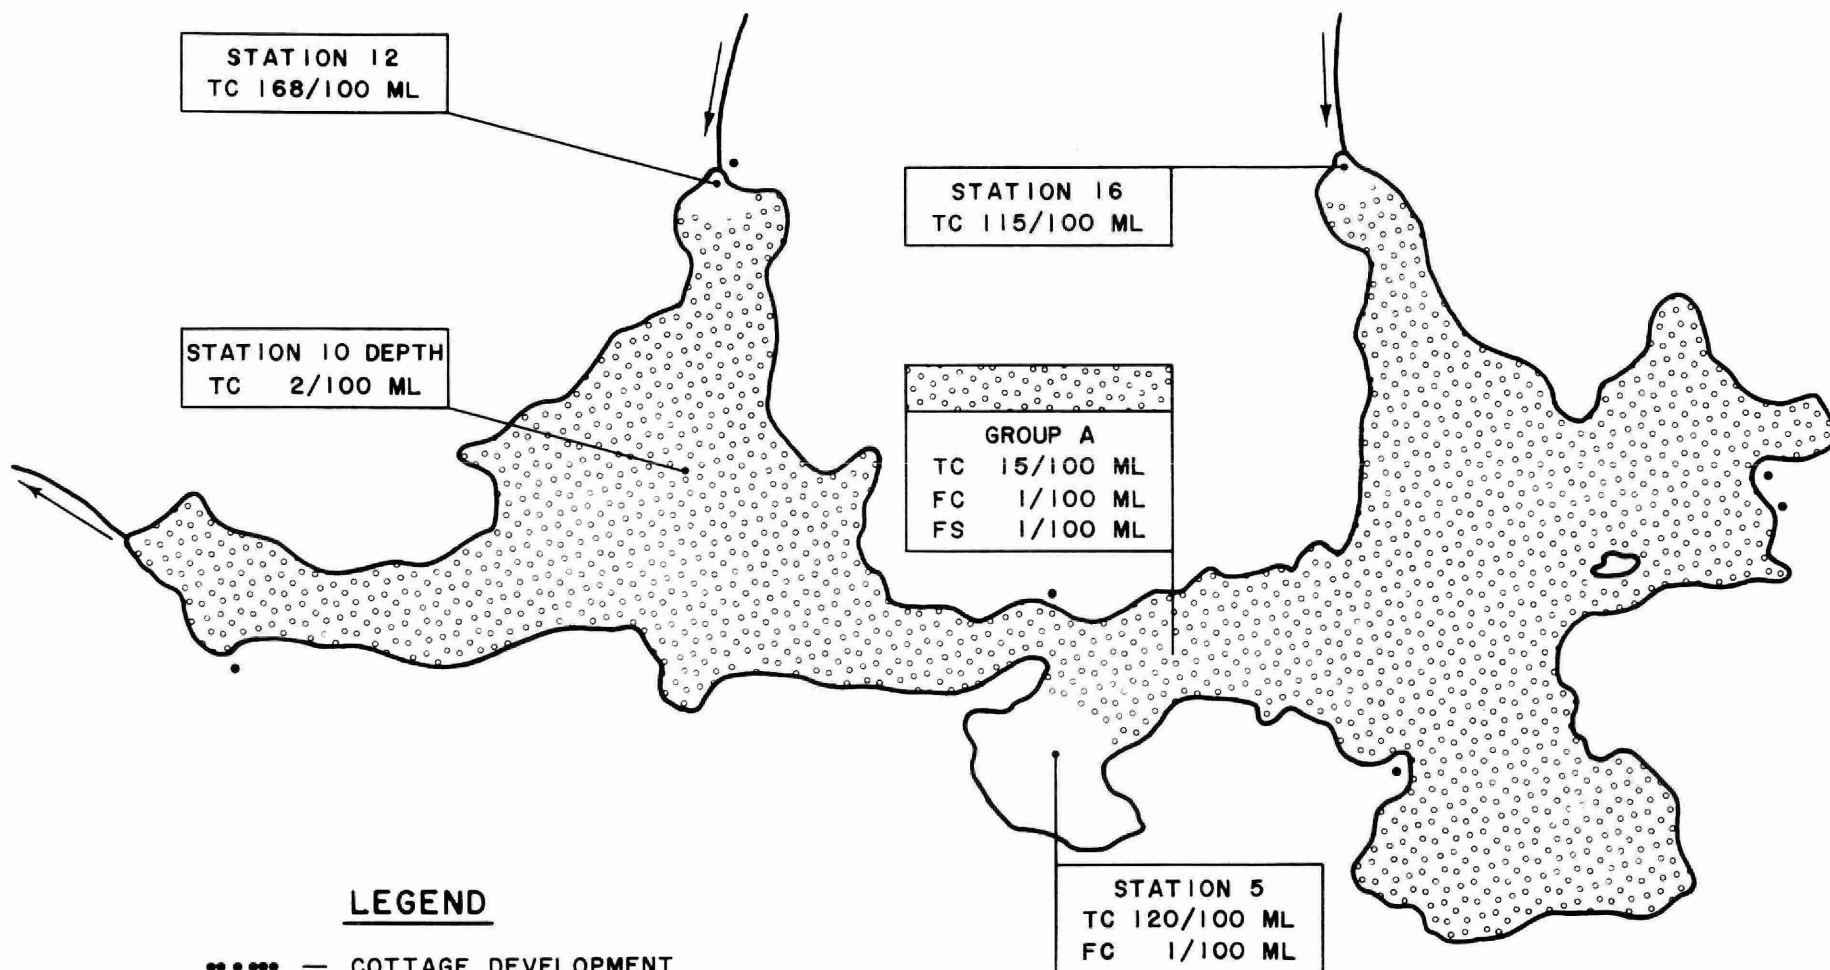 STATION 12
TC 168/100 ML
STATION 16
TC 115/100 ML
STATION 10 DEPTH
TC 2/100 ML
GROUP A
TC 15/100 ML
FC 1/100 ML
FS 1/100 ML
STATION 5
TC 120/100 ML
FC 1/100 ML
LEGEND
— COTTAGE DEVELOPMENT